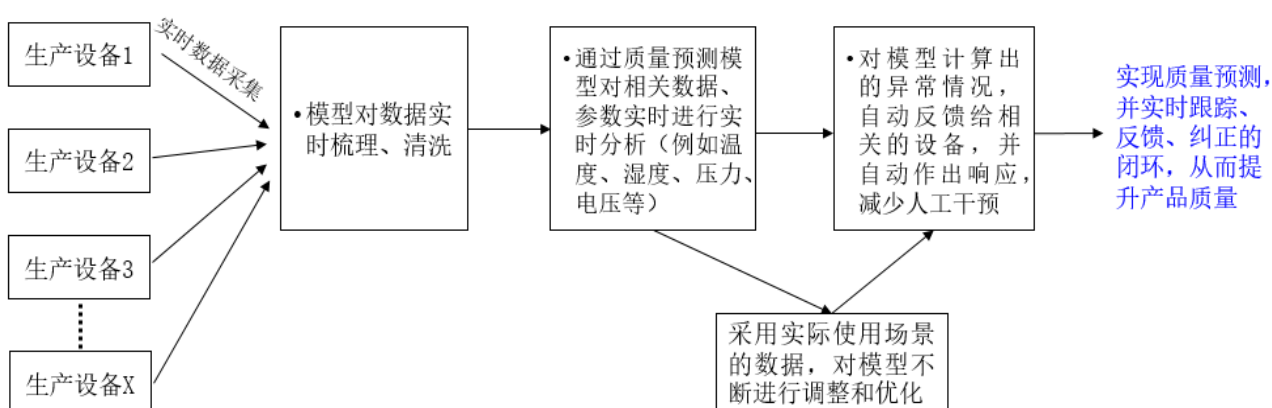 生产设备1
实时数据采集
生产设备2
生产设备3
生产设备X
•模型对数据实
时梳理、清洗
•通过质量预测模
型对相关数据、
参数实时进行实
时分析（例如温
度、湿度、压力、
电压等）
•对模型计算出
的异常情况，
自动反馈给相
关的设备，并
自动作出响应，
减少人工干预
采用实际使用场景
的数据，对模型不
断进行调整和优化
实现质量预测，
并实时跟踪、
反馈、纠正的
闭环，从而提
升产品质量